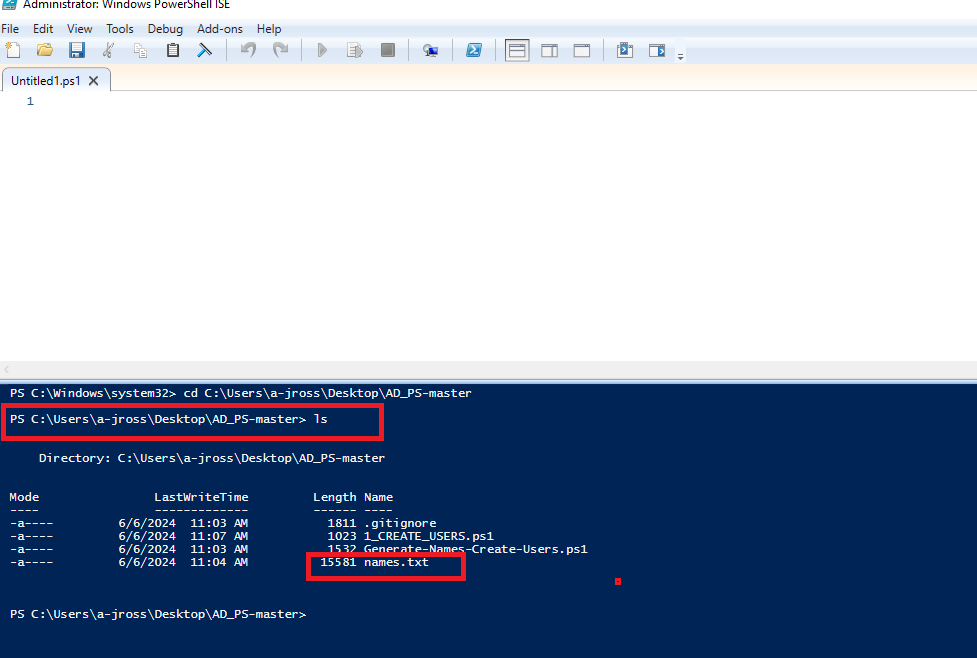 Administrator: Windows PowerShell ISE
File Edit View Tools Debug Add-ons Help
Untitled1.ps1
1
PS C:\Windows\system32> cd C:\Users\a-jross\Desktop\AD_PS-master
PS C:\Users\a-jross\Desktop\AD_PS-master> ls
Directory: C:\Users\a-jross\Desktop\AD_PS-master
Mode LastWriteTime Length Name
---- ------------- ------ ----
-a---- 6/6/2024 11:03 AM 1811 .gitignore
-a---- 6/6/2024 11:07 AM 1023 1_CREATE_USERS.ps1
-a---- 6/6/2024 11:03 AM 1532 Generate-Names-Create-Users.ps1
-a---- 6/6/2024 11:04 AM 15581 names.txt
PS C:\Users\a-jross\Desktop\AD_PS-master>